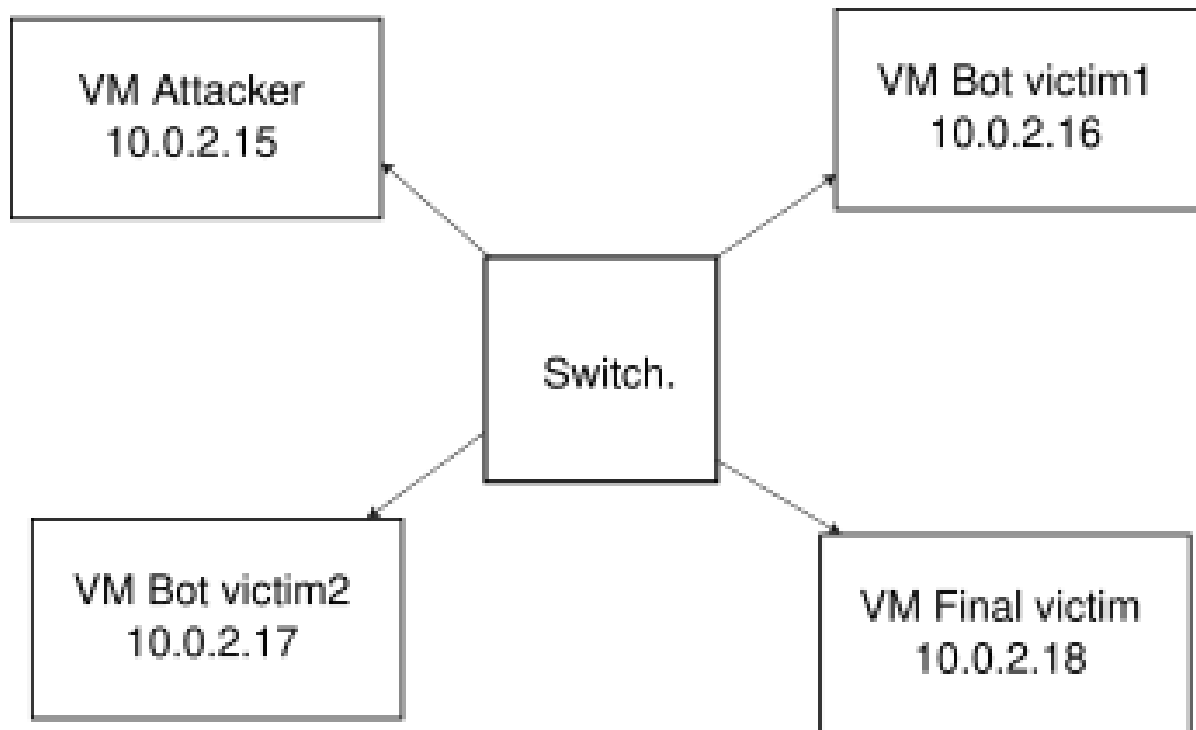 VM Attacker
10.0.2.15
VM Bot victim1
10.0.2.16
Switch.
VM Bot victim2
10.0.2.17
VM Final victim
10.0.2.18